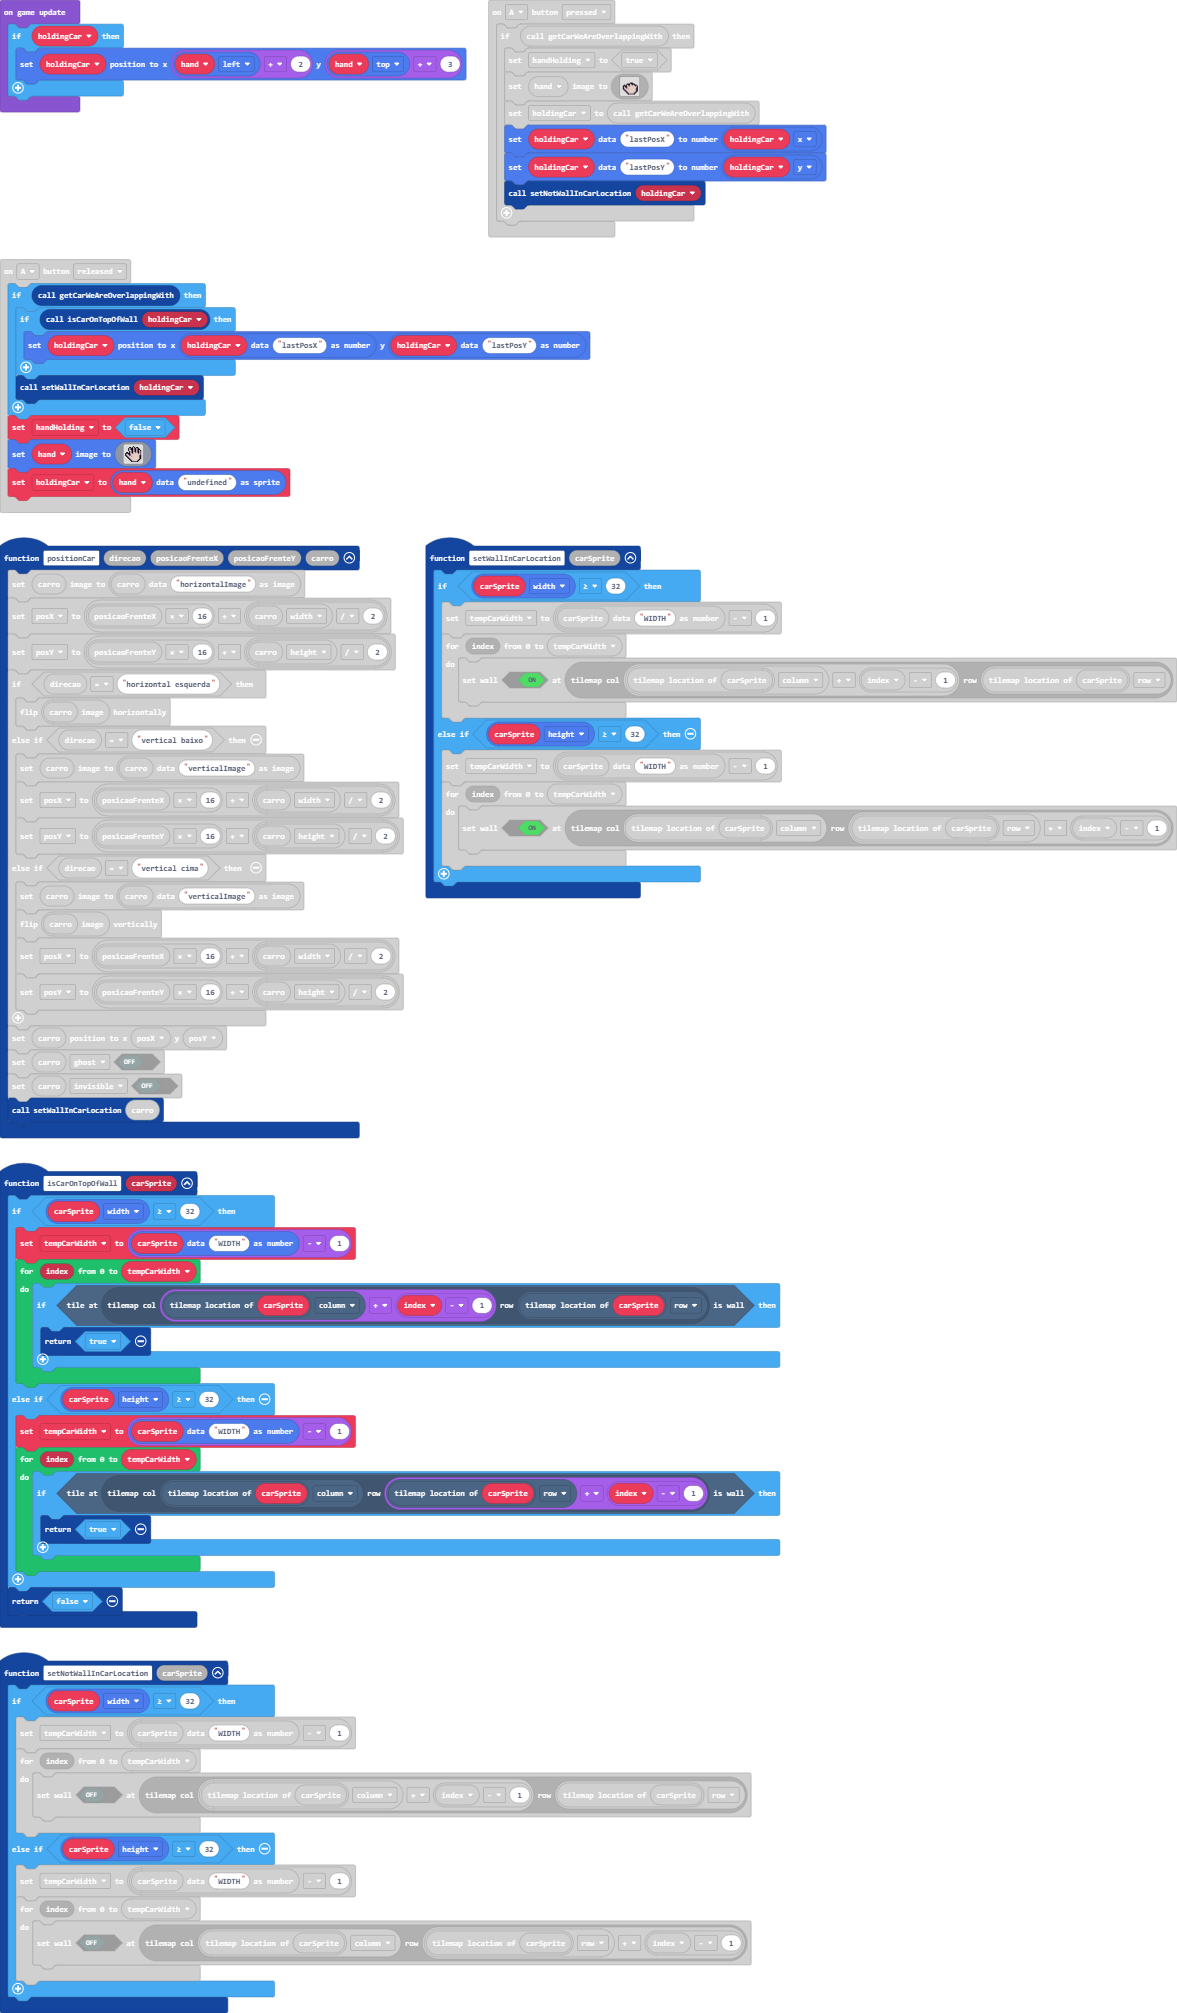 on game update
if holdingCar then
set holdingCar position to x hand left + 2 y hand top + 3
on A button pressed
if call getCarWeAreOverlappingWith then
set handHolding to true
set hand image to
set holdingCar to call getCarWeAreOverlappingWith
set holdingCar data "lastPosX" to number holdingCar x
set holdingCar data "lastPosY" to number holdingCar y
call setNotWallInCarLocation holdingCar
on A button released
if call getCarWeAreOverlappingWith then
if call isCarOnTopOfWall holdingCar then
set holdingCar position to x holdingCar data "lastPosX" as number y holdingCar data "lastPosY" as number
call setWallInCarLocation holdingCar
set handHolding to false
set hand image to
set holdingCar to hand data "undefined" as sprite
function positionCar direcao posicaoFrenteX posicaoFrenteY carro
set carro image to carro data "horizontalImage" as image
set posX to posicaoFrenteX × 16 + carro width / 2
set posY to posicaoFrenteY × 16 + carro height / 2
if direcao = "horizontal esquerda" then
flip carro image horizontally
else if direcao = "vertical baixo" then
set carro image to carro data "verticalImage" as image
set posX to posicaoFrenteX × 16 + carro width / 2
set posY to posicaoFrenteY × 16 + carro height / 2
else if direcao = "vertical cima" then
set carro image to carro data "verticalImage" as image
flip carro image vertically
set posX to posicaoFrenteX × 16 + carro width / 2
set posY to posicaoFrenteY × 16 + carro height / 2
set carro position to x posX y posY
set carro ghost OFF
set carro invisible OFF
call setWallInCarLocation carro
function setWallInCarLocation carSprite
if carSprite width ≥ 32 then
set tempCarWidth to carSprite data "WIDTH" as number - 1
for index from 0 to tempCarWidth
do
set wall ON at tilemap col tilemap location of carSprite column + index - 1 row tilemap location of carSprite row
else if carSprite height ≥ 32 then
set tempCarWidth to carSprite data "WIDTH" as number - 1
for index from 0 to tempCarWidth
do
set wall ON at tilemap col tilemap location of carSprite column row tilemap location of carSprite row + index - 1
function isCarOnTopOfWall carSprite
if carSprite width ≥ 32 then
set tempCarWidth to carSprite data "WIDTH" as number - 1
for index from 0 to tempCarWidth
do
if tile at tilemap col tilemap location of carSprite column + index - 1 row tilemap location of carSprite row is wall then
return true
else if carSprite height ≥ 32 then
set tempCarWidth to carSprite data "WIDTH" as number - 1
for index from 0 to tempCarWidth
do
if tile at tilemap col tilemap location of carSprite column row tilemap location of carSprite row + index - 1 is wall then
return true
return false
function setNotWallInCarLocation carSprite
if carSprite width ≥ 32 then
set tempCarWidth to carSprite data "WIDTH" as number - 1
for index from 0 to tempCarWidth
do
set wall OFF at tilemap col tilemap location of carSprite column + index - 1 row tilemap location of carSprite row
else if carSprite height ≥ 32 then
set tempCarWidth to carSprite data "WIDTH" as number - 1
for index from 0 to tempCarWidth
do
set wall OFF at tilemap col tilemap location of carSprite column row tilemap location of carSprite row + index - 1